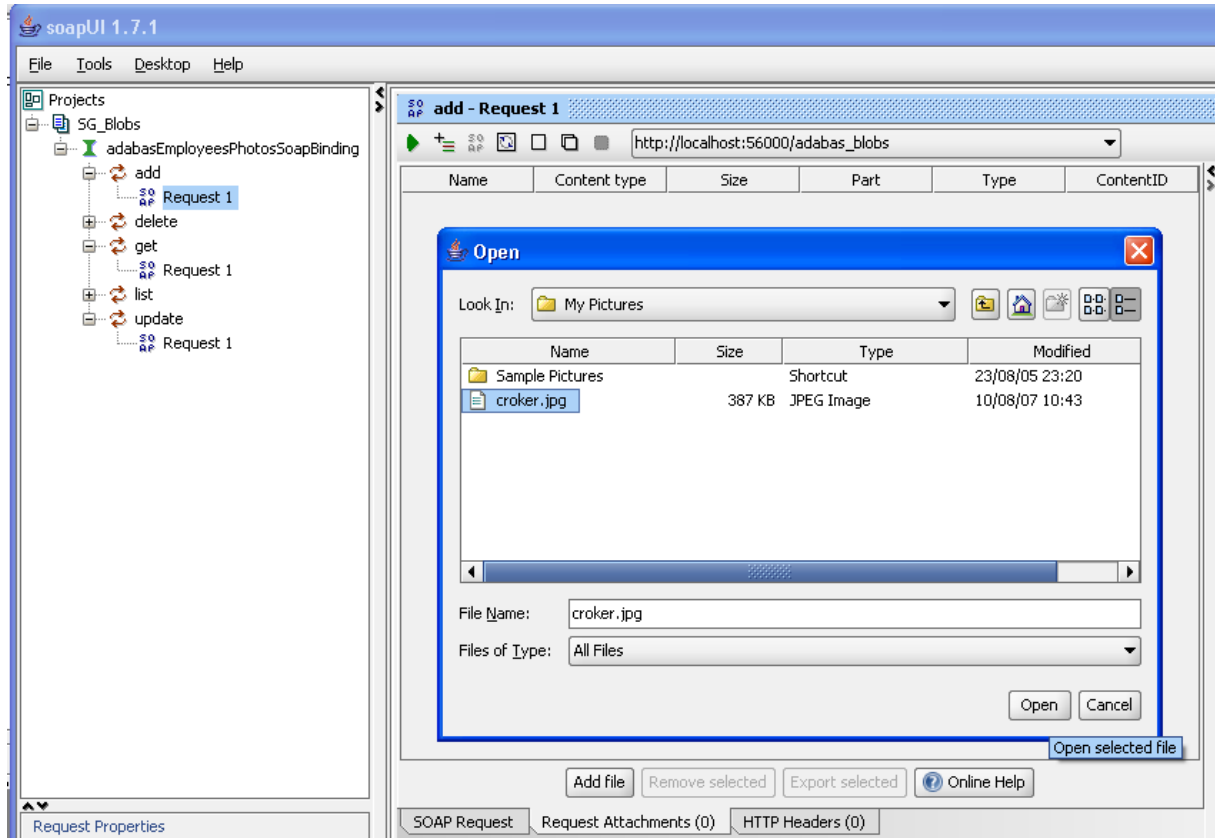 soapUI 1.7.1
File Tools Desktop Help
Projects
SG_Blobs
adabasEmployeesPhotosSoapBinding
add
Request 1
delete
get
Request 1
list
update
Request 1
Request Properties
add - Request 1
http://localhost:56000/adabas_blobs
Name Content type Size Part Type ContentID
Open
Look In: My Pictures
Name Size Type Modified
Sample Pictures Shortcut 23/08/05 23:20
croker.jpg 387 KB JPEG Image 10/08/07 10:43
File Name: croker.jpg
Files of Type: All Files
Open Cancel
Open selected file
Add file Remove selected Export selected Online Help
SOAP Request Request Attachments (0) HTTP Headers (0)